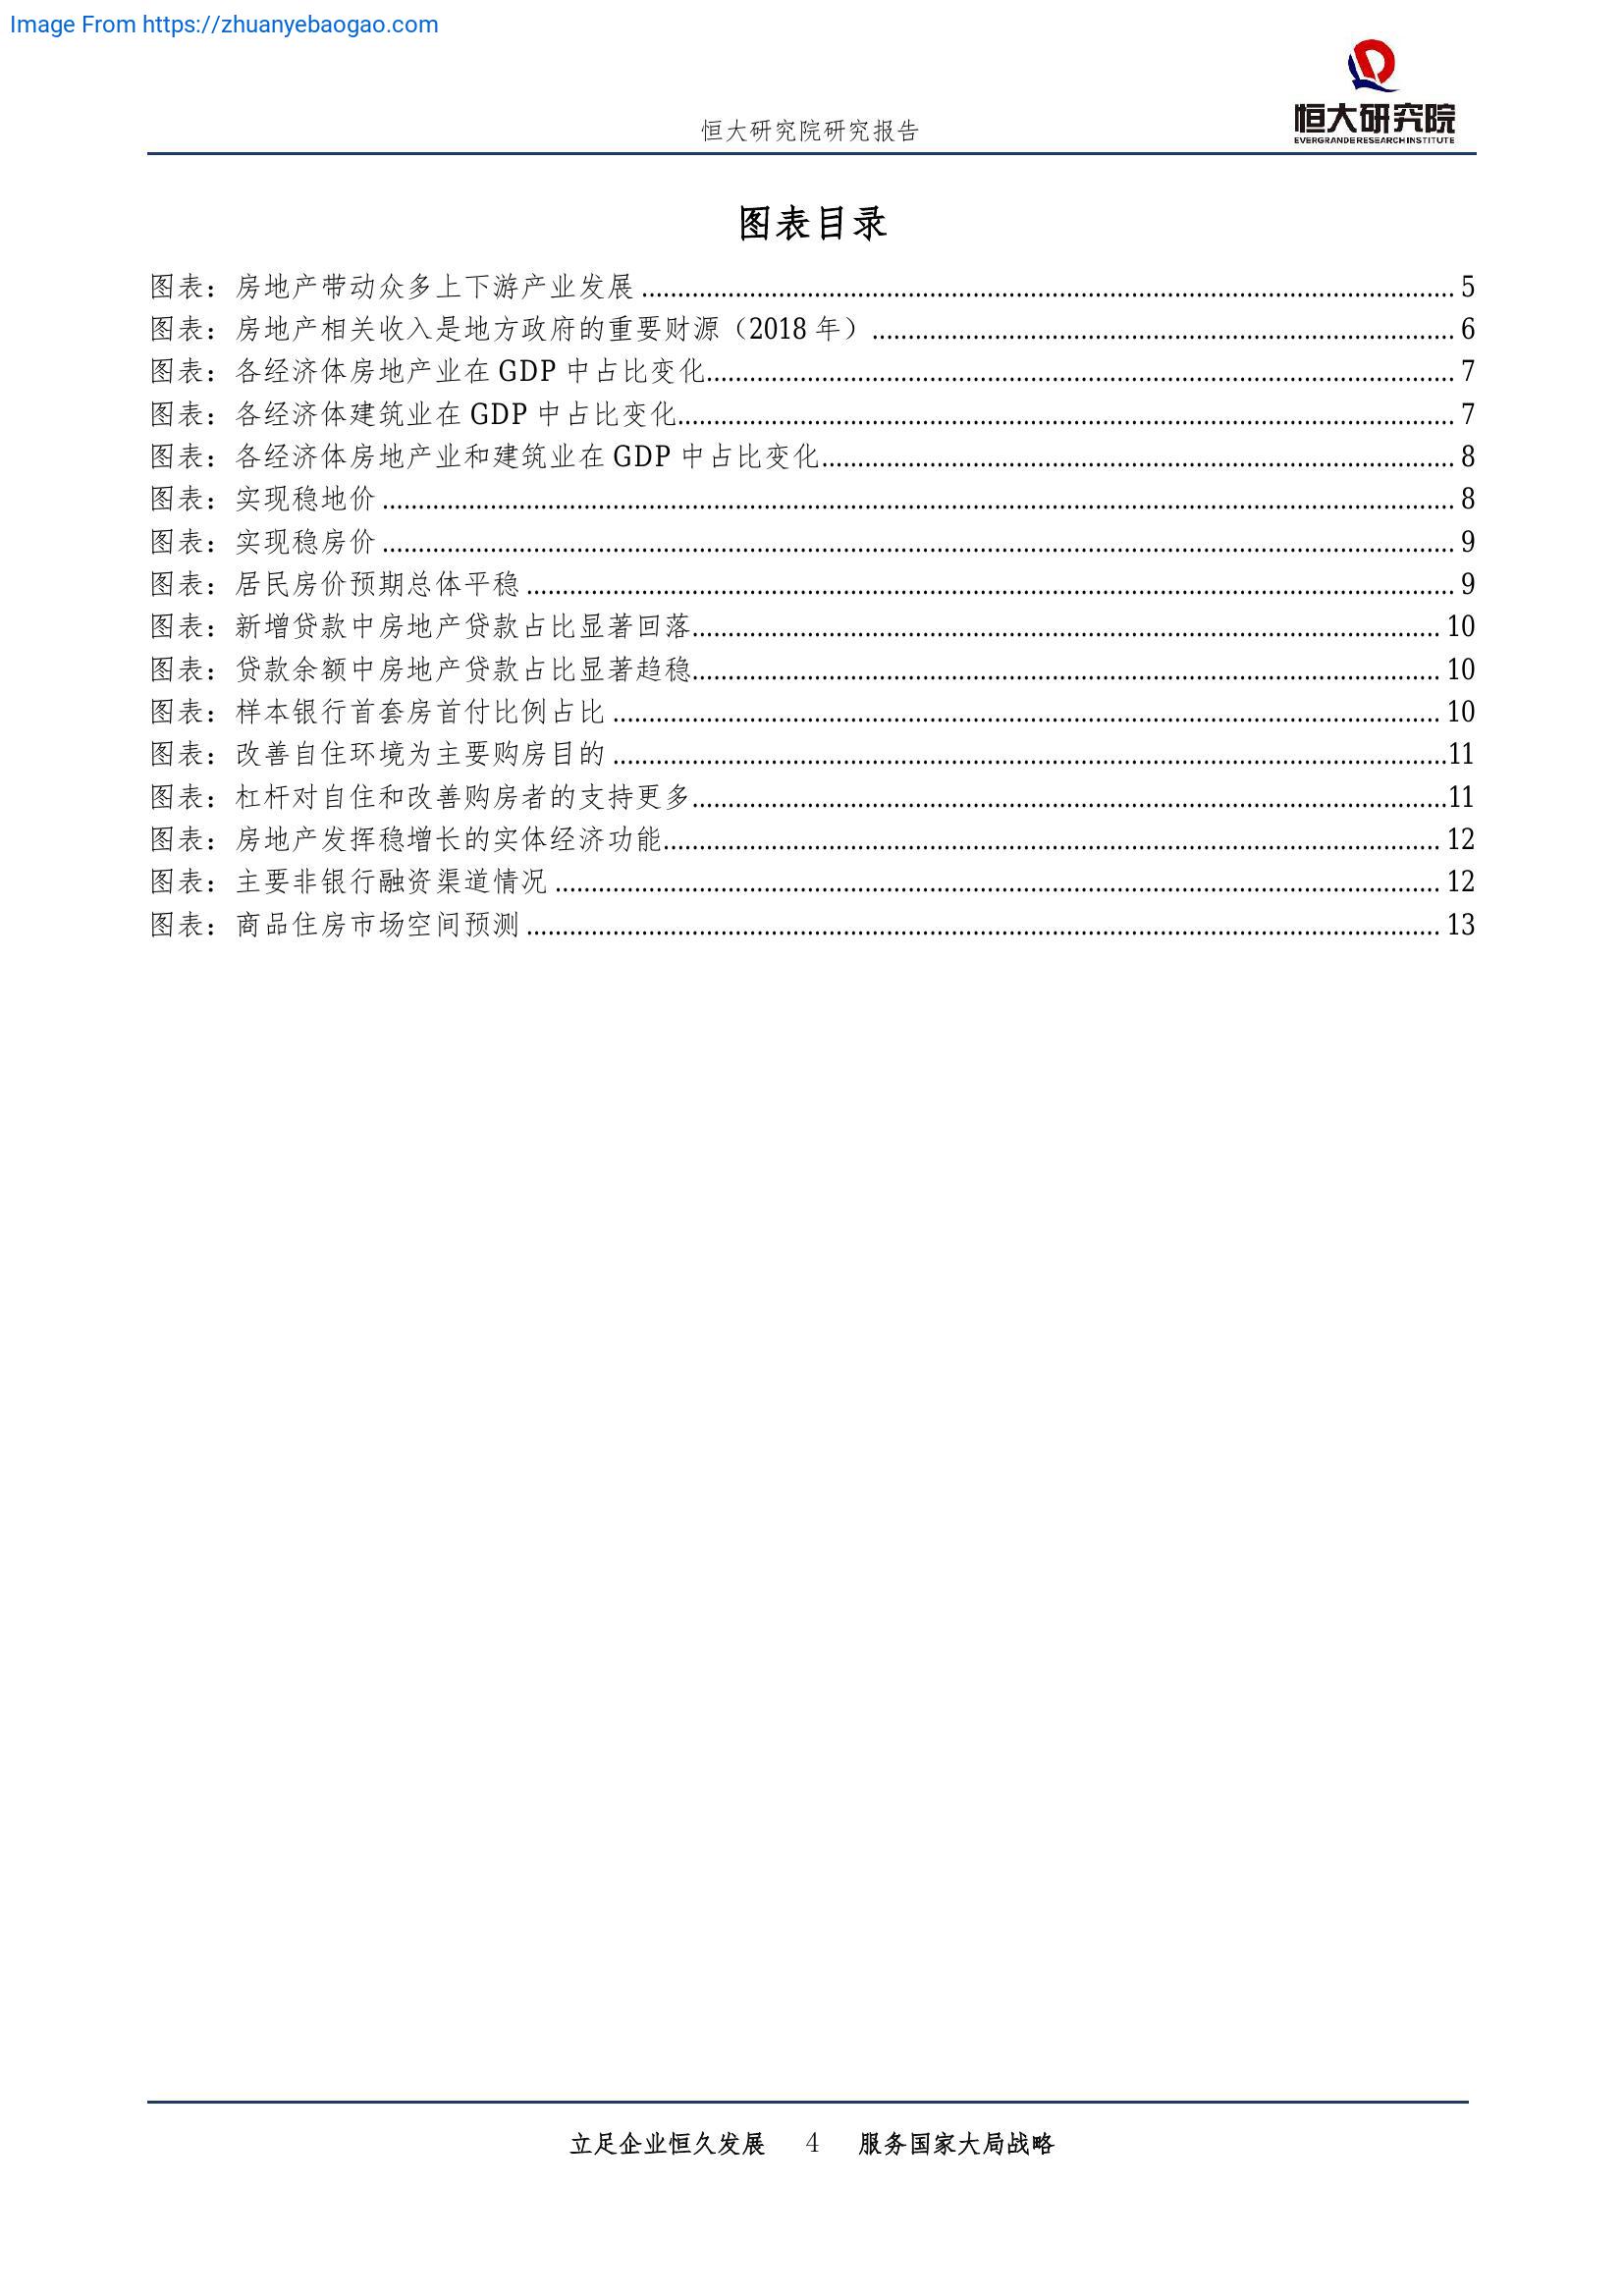 Image From https://zhuanyebaogao.com
恒大研究院
EVERGRANDE RESEARCH INSTITUTE
恒大研究院研究报告
图表目录
图表：房地产带动众多上下游产业发展 ........ 5
图表：房地产相关收入是地方政府的重要财源（2018 年） ........ 6
图表：各经济体房地产业在 GDP 中占比变化........ 7
图表：各经济体建筑业在 GDP 中占比变化........ 7
图表：各经济体房地产业和建筑业在 GDP 中占比变化........ 8
图表：实现稳地价 ........ 8
图表：实现稳房价 ........ 9
图表：居民房价预期总体平稳 ........ 9
图表：新增贷款中房地产贷款占比显著回落........ 10
图表：贷款余额中房地产贷款占比显著趋稳........ 10
图表：样本银行首套房首付比例占比 ........ 10
图表：改善自住环境为主要购房目的 ........11
图表：杠杆对自住和改善购房者的支持更多........11
图表：房地产发挥稳增长的实体经济功能........ 12
图表：主要非银行融资渠道情况 ........ 12
图表：商品住房市场空间预测 ........ 13
立足企业恒久发展 4 服务国家大局战略